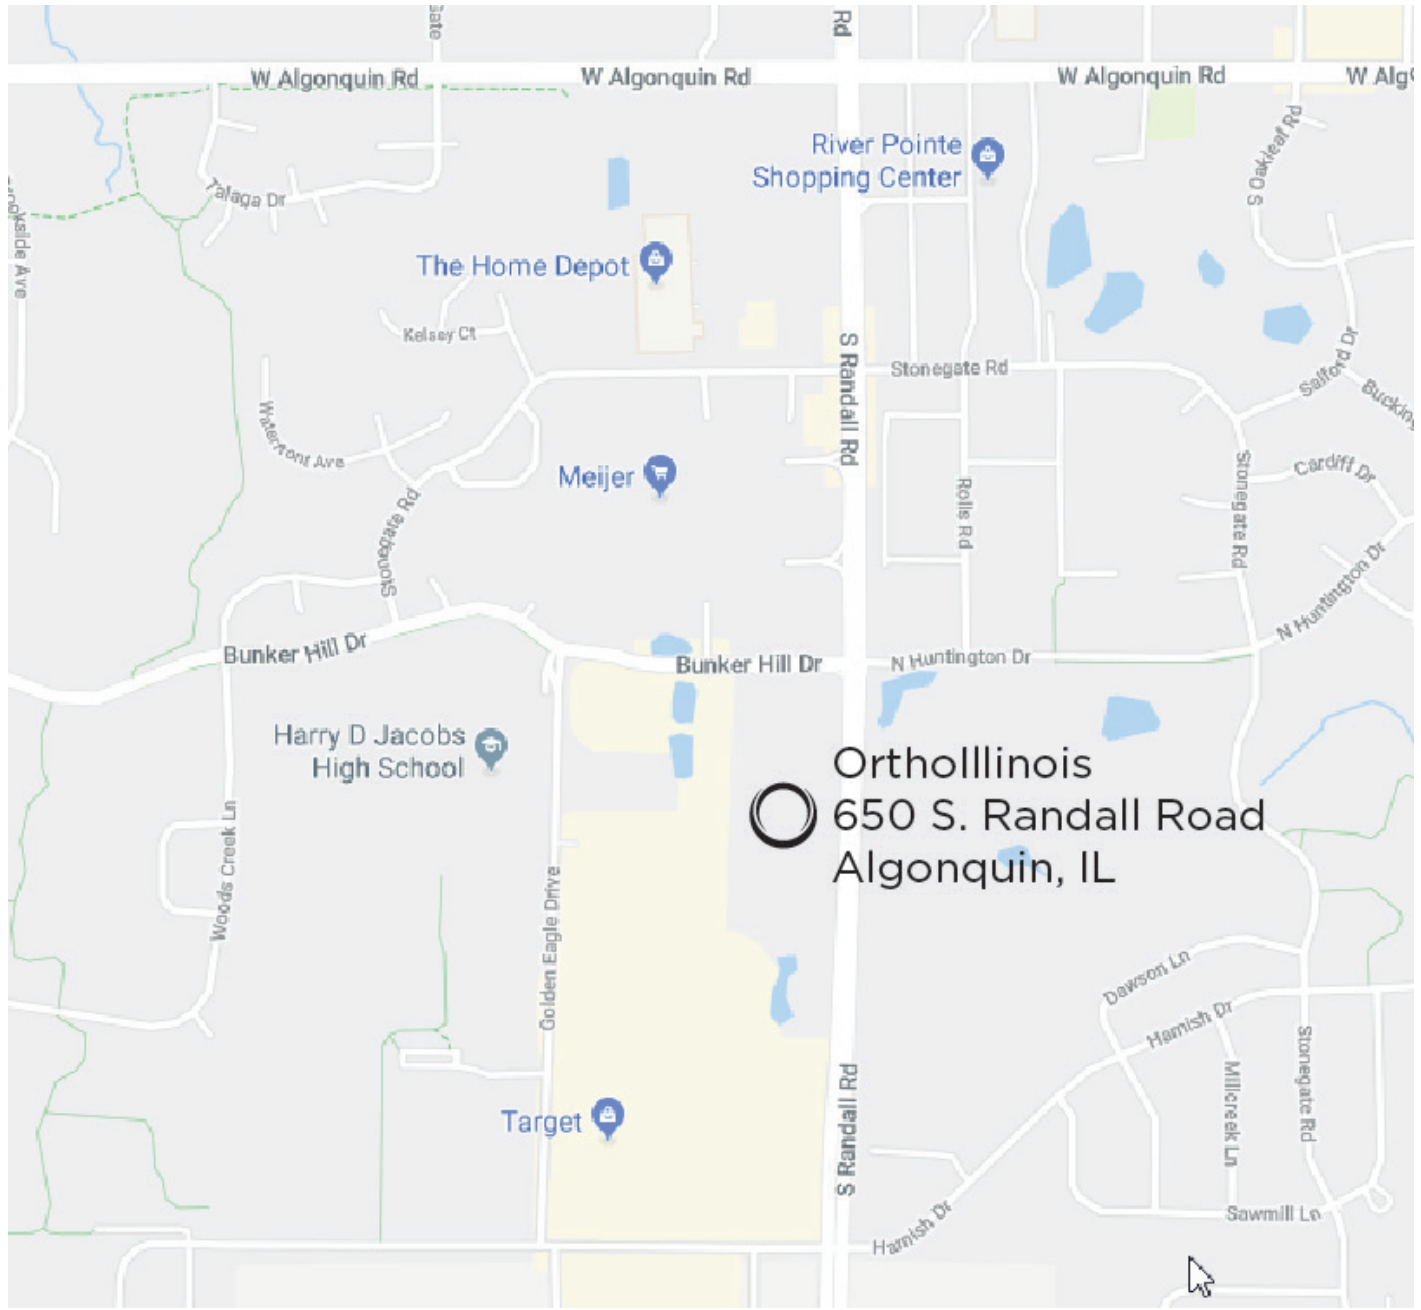 Gate
Rd
W Algonquin Rd
W Algonquin Rd
W Algonquin Rd
W Alg
River Pointe
Shopping Center
S Oakleaf Rd
Talaga Dr
The Home Depot
Kelsey Ct
S Randall Rd
Stonegate Rd
Salford Dr
Waterfront Ave
Meijer
Cardiff Dr
Stonegate Rd
Rolls Rd
Stonegate Rd
N Huntington Dr
Bunker Hill Dr
Bunker Hill Dr
N Huntington Dr
Harry D Jacobs
High School
OrthoIllinois
650 S. Randall Road
Algonquin, IL
Woods Creek Ln
Golden Eagle Drive
Dawson Ln
Harnish Dr
Stonegate Rd
Millcreek Ln
S Randall Rd
Target
Sawmill Ln
Harnish Dr